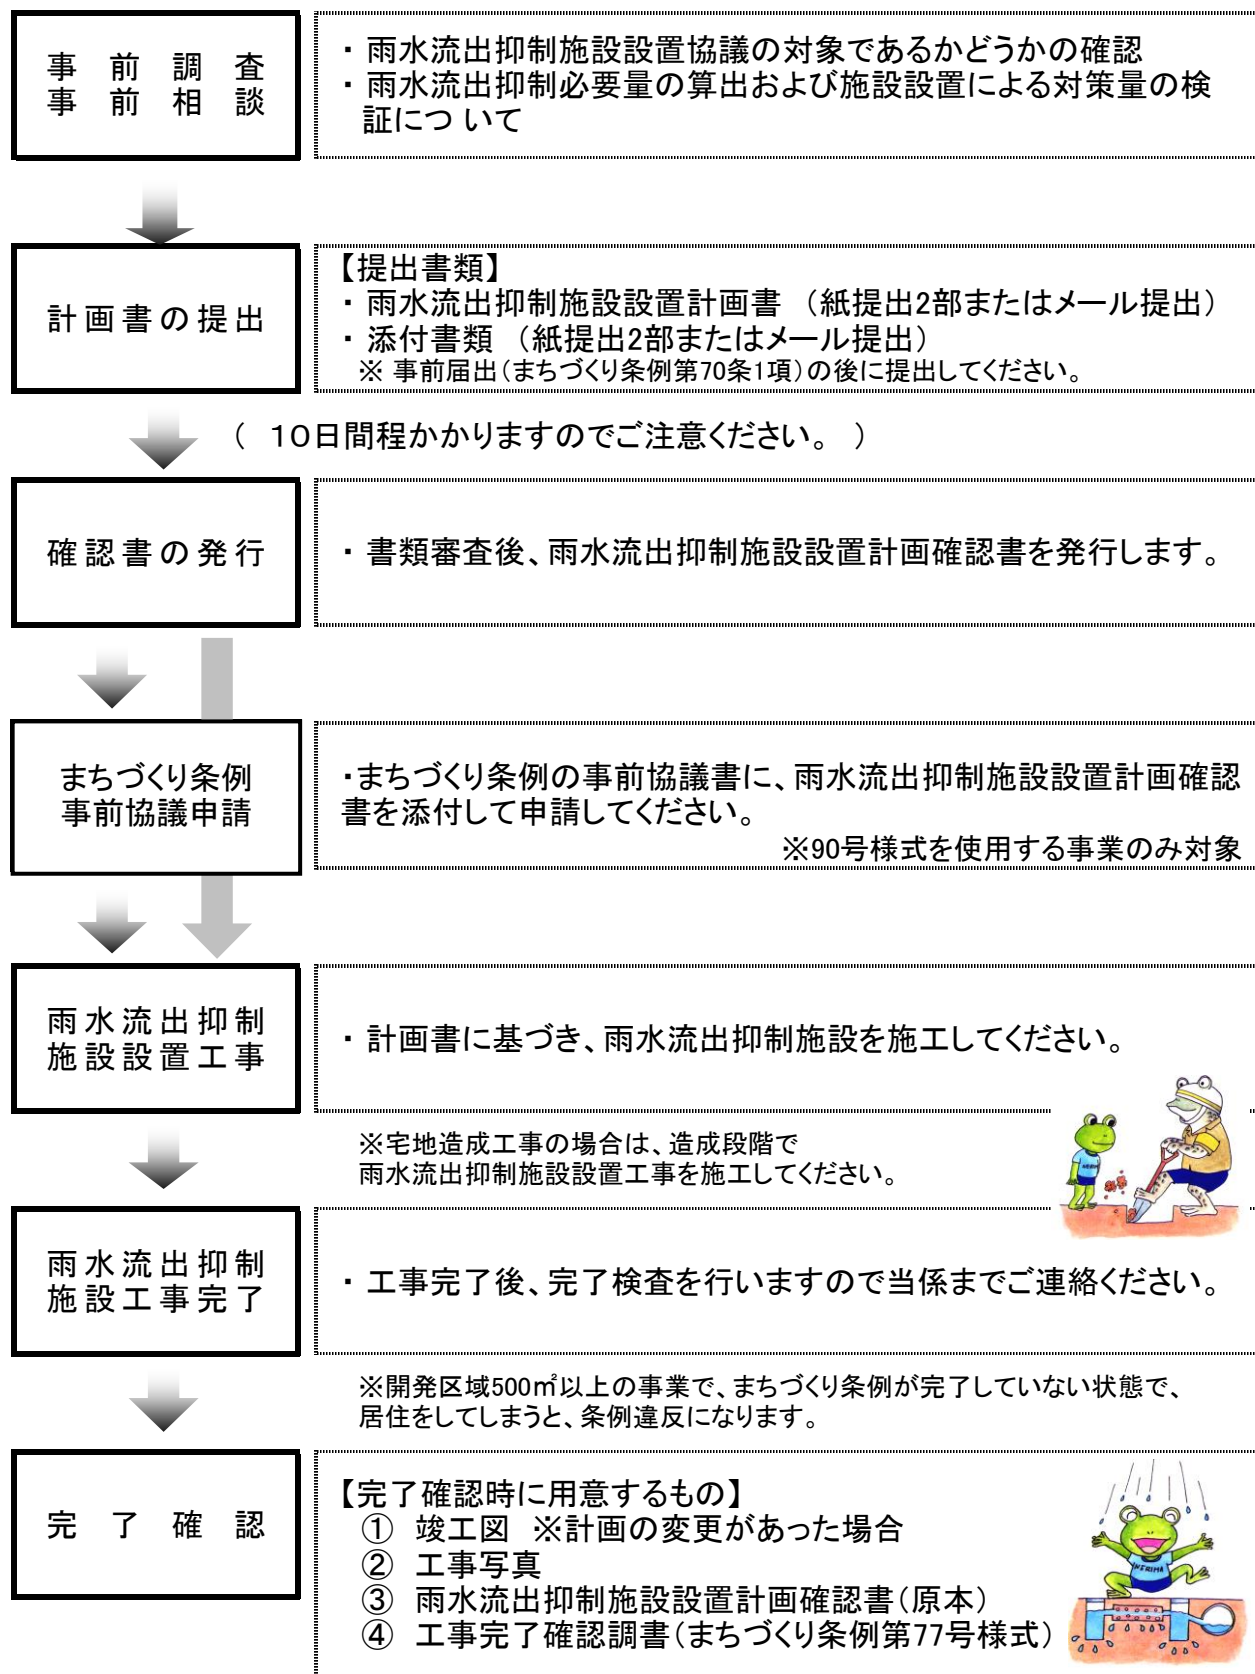 事前調査
事前相談
・ 雨水流出抑制施設設置協議の対象であるかどうかの確認
・ 雨水流出抑制必要量の算出および施設設置による対策量の検
証につ いて
計画書の提出
【提出書類】
・ 雨水流出抑制施設設置計画書 （紙提出2部またはメール提出）
・ 添付書類 （紙提出2部またはメール提出）
※ 事前届出（まちづくり条例第70条1項）の後に提出してください。
（ １０日間程かかりますのでご注意ください。 ）
確認書の発行
・ 書類審査後、雨水流出抑制施設設置計画確認書を発行します。
まちづくり条例
事前協議申請
・まちづくり条例の事前協議書に、雨水流出抑制施設設置計画確認
書を添付して申請してください。
※90号様式を使用する事業のみ対象
雨水流出抑制
施設設置工事
・ 計画書に基づき、雨水流出抑制施設を施工してください。
※宅地造成工事の場合は、造成段階で
雨水流出抑制施設設置工事を施工してください。
NERIMA
雨水流出抑制
施設工事完了
・ 工事完了後、完了検査を行いますので当係までご連絡ください。
※開発区域500㎡以上の事業で、まちづくり条例が完了していない状態で、
居住をしてしまうと、条例違反になります。
完了確認
【完了確認時に用意するもの】
① 竣工図 ※計画の変更があった場合
② 工事写真
③ 雨水流出抑制施設設置計画確認書（原本）
④ 工事完了確認調書（まちづくり条例第77号様式）
NERIMA